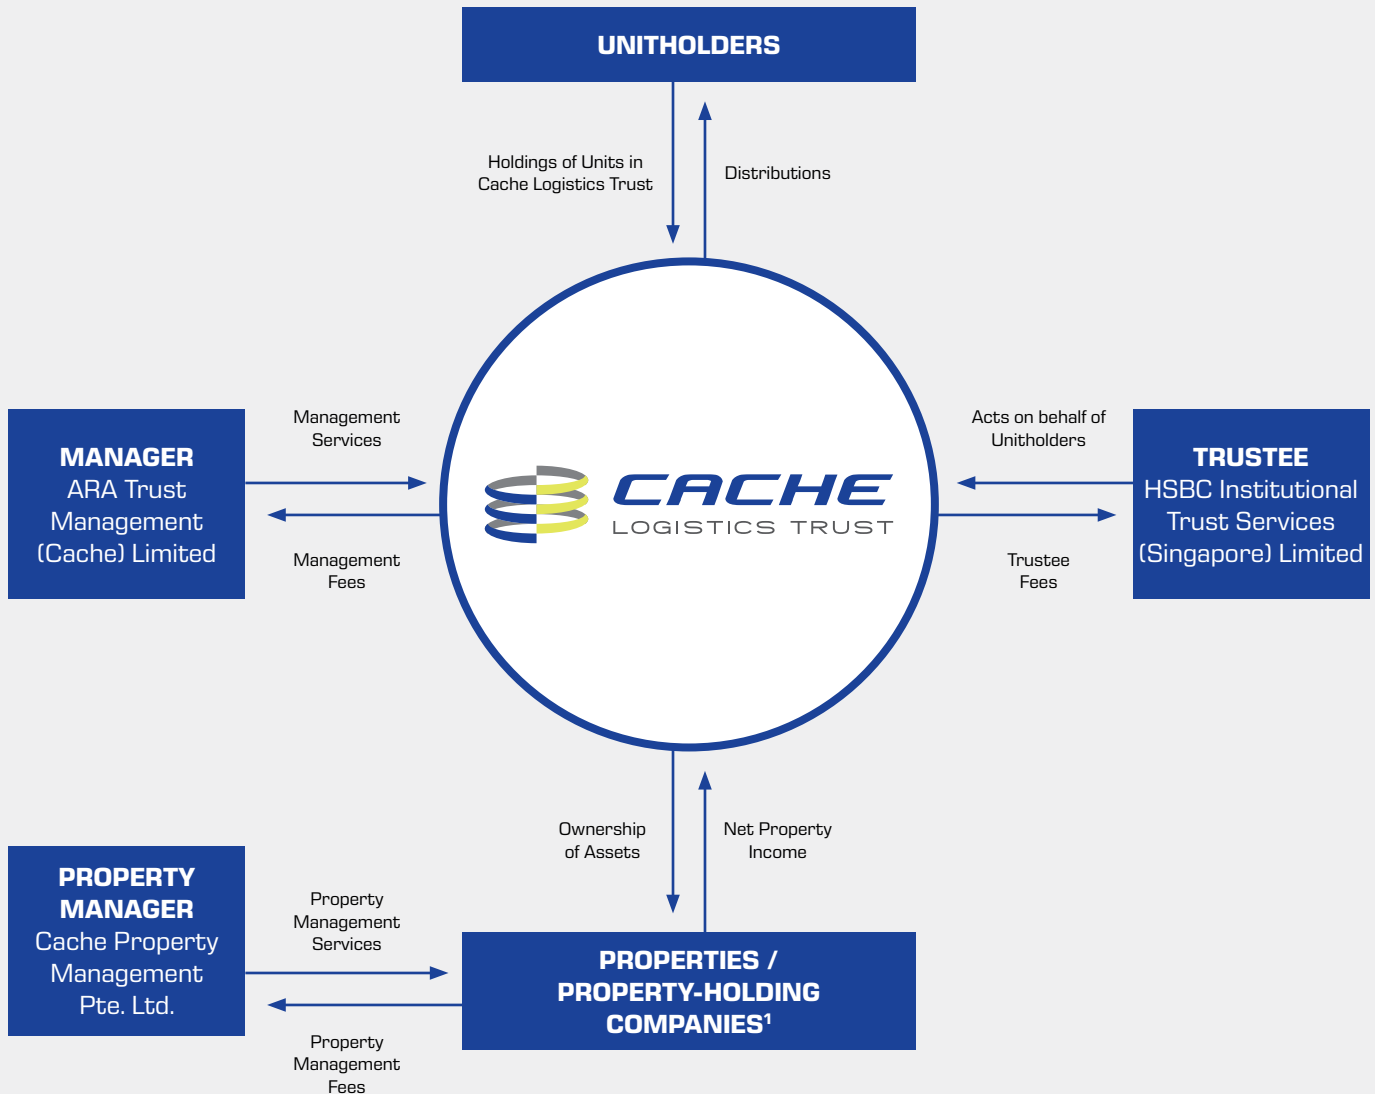 UNITHOLDERS
Holdings of Units in
Cache Logistics Trust
Distributions
MANAGER
ARA Trust
Management
(Cache) Limited
Management
Services
Management
Fees
CACHE
LOGISTICS TRUST
Acts on behalf of
Unitholders
Trustee
Fees
TRUSTEE
HSBC Institutional
Trust Services
(Singapore) Limited
Ownership
of Assets
Net Property
Income
PROPERTY
MANAGER
Cache Property
Management
Pte. Ltd.
Property
Management
Services
Property
Management
Fees
PROPERTIES /
PROPERTY-HOLDING
COMPANIES¹